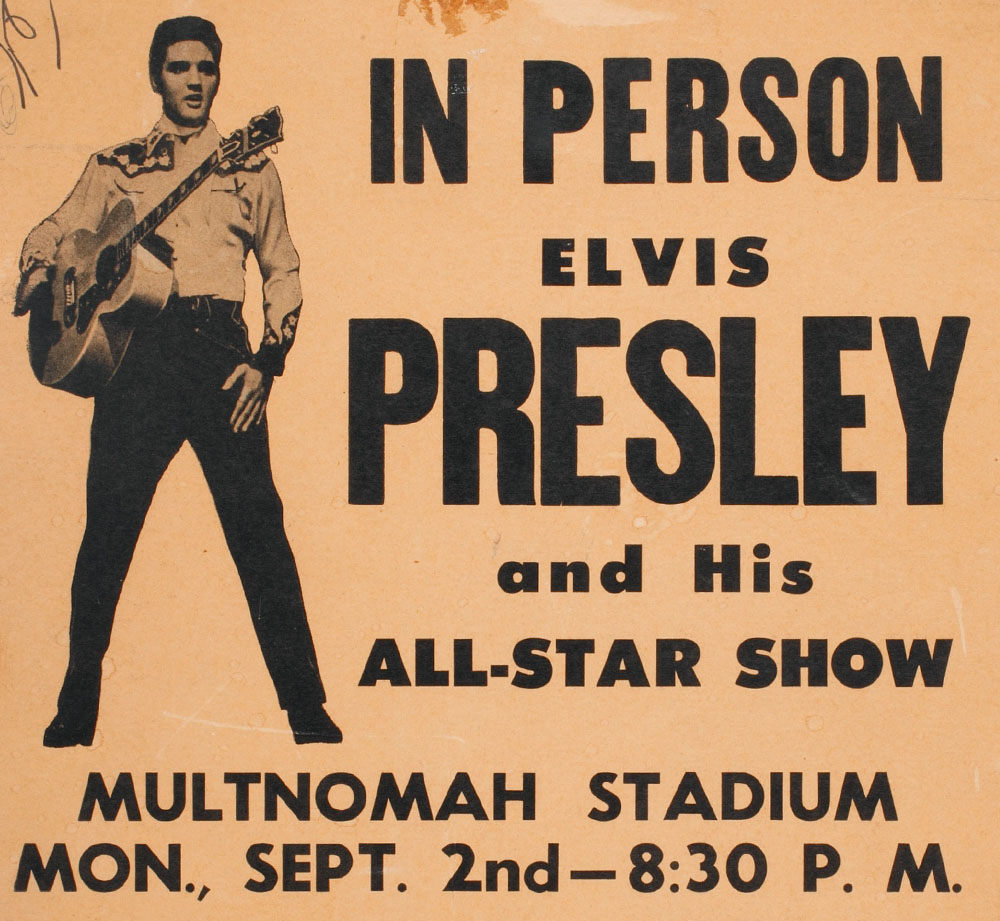 IN PERSON
ELVIS
PRESLEY
and His
ALL-STAR SHOW
MULTNOMAH STADIUM
MON., SEPT. 2nd—8:30 P. M.